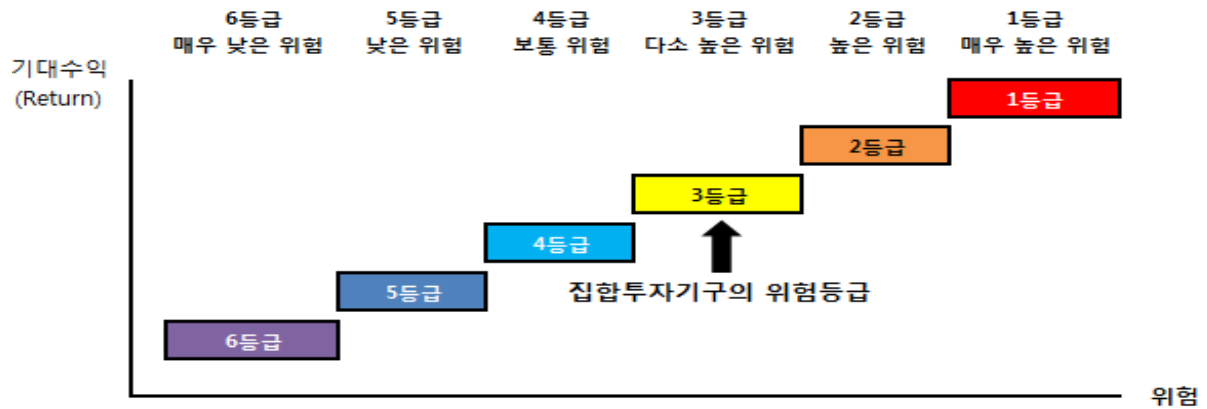 6등급 5등급 4등급 3등급 2등급 1등급
매우 낮은 위험 낮은 위험 보통 위험 다소 높은 위험 높은 위험 매우 높은 위험
기대수익
(Return)
1등급
2등급
3등급
4등급
집합투자기구의 위험등급
5등급
6등급
위험